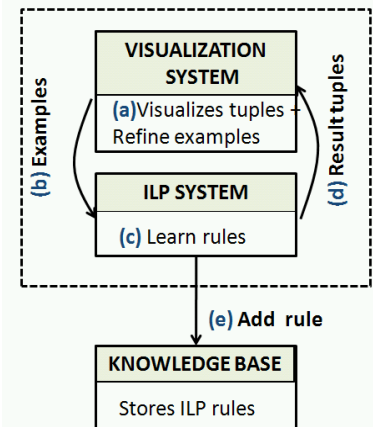 VISUALIZATION
SYSTEM
(a)Visualizes tuples +
Refine examples
(b) Examples
(d) Result tuples
ILP SYSTEM
(c) Learn rules
(e) Add rule
KNOWLEDGE BASE
Stores ILP rules